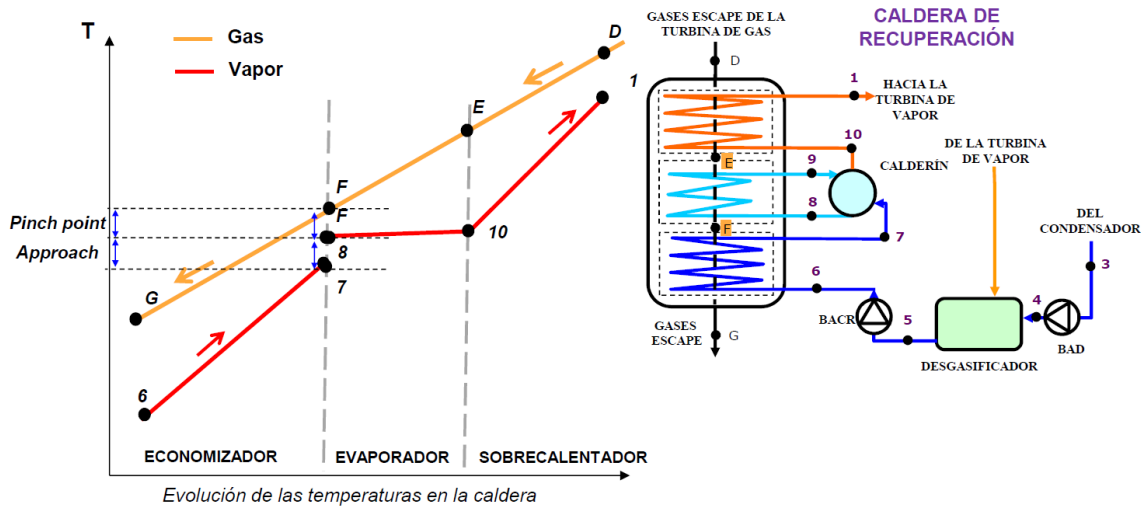 T
Gas
Vapor
D
E
F
F
Pinch point
Approach
8
7
10
G
6
1
ECONOMIZADOR
EVAPORADOR
SOBRECALENTADOR
Evolución de las temperaturas en la caldera
GASES ESCAPE DE LA
TURBINA DE GAS
CALDERA DE
RECUPERACIÓN
D
1
HACIA LA
TURBINA DE
VAPOR
10
E
9
CALDERÍN
DE LA TURBINA
DE VAPOR
8
F
7
DEL
CONDENSADOR
3
6
4
5
BACR
BAD
GASES
ESCAPE
G
DESGASIFICADOR